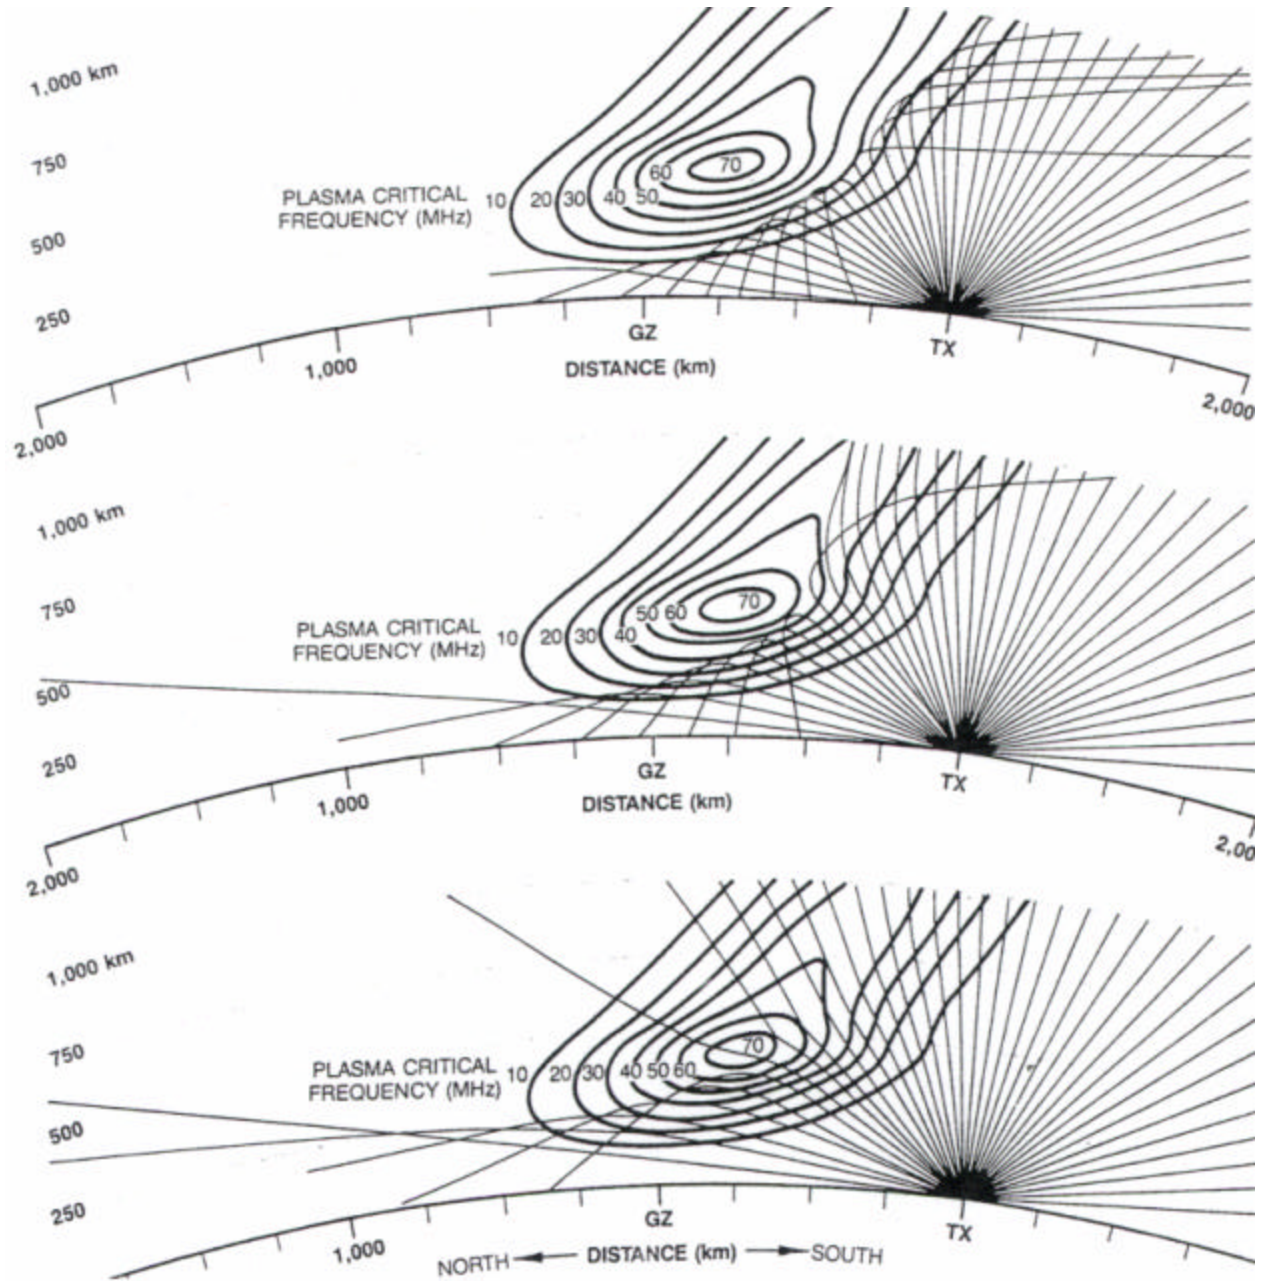 1,000 km
750
500
250
PLASMA CRITICAL
FREQUENCY (MHz)
10 20 30 40 50 60 70
2,000
1,000
GZ
TX
2,000
DISTANCE (km)
1,000 km
750
500
250
PLASMA CRITICAL
FREQUENCY (MHz)
10 20 30 40 50 60 70
2,000
1,000
GZ
TX
2,00
DISTANCE (km)
1,000 km
750
500
250
PLASMA CRITICAL
FREQUENCY (MHz)
10 20 30 40 50 60 70
1,000
GZ
TX
NORTH DISTANCE (km) SOUTH